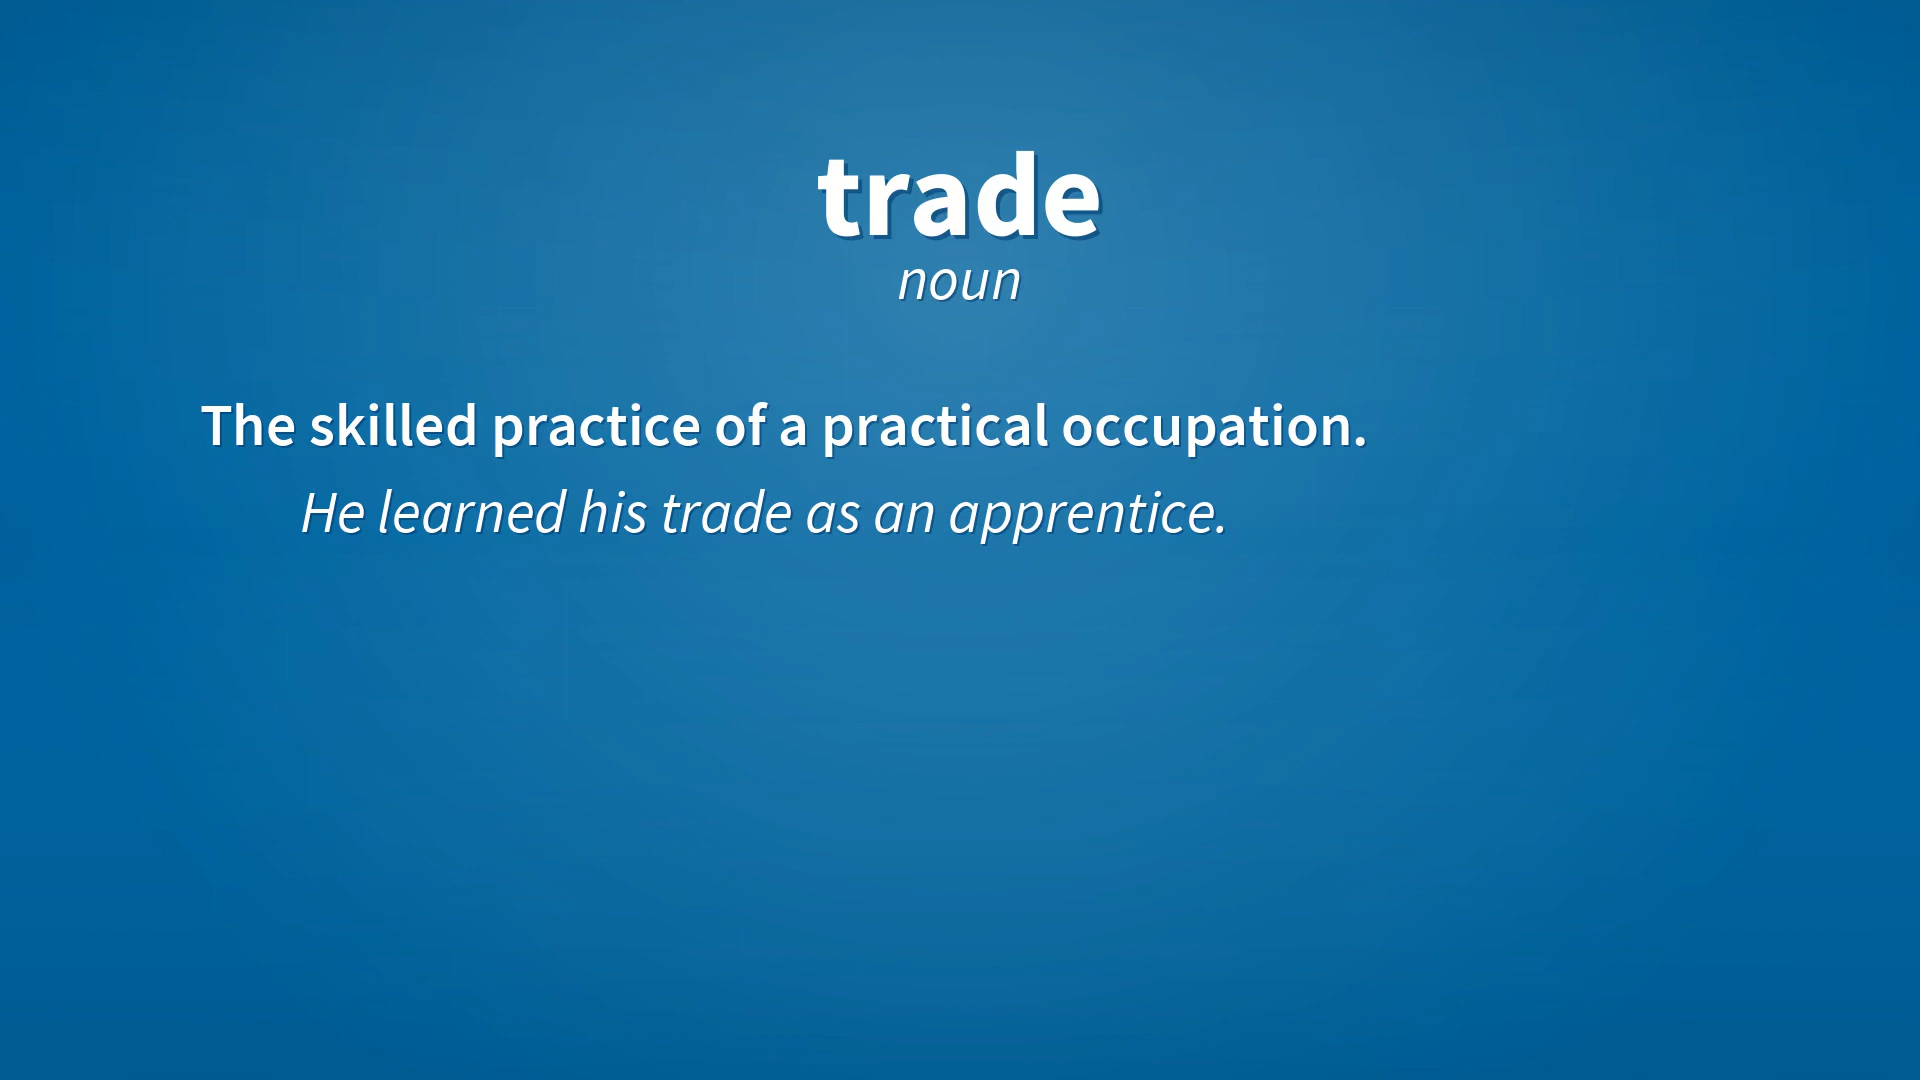 trade
noun
The skilled practice of a practical occupation.
He learned his trade as an apprentice.